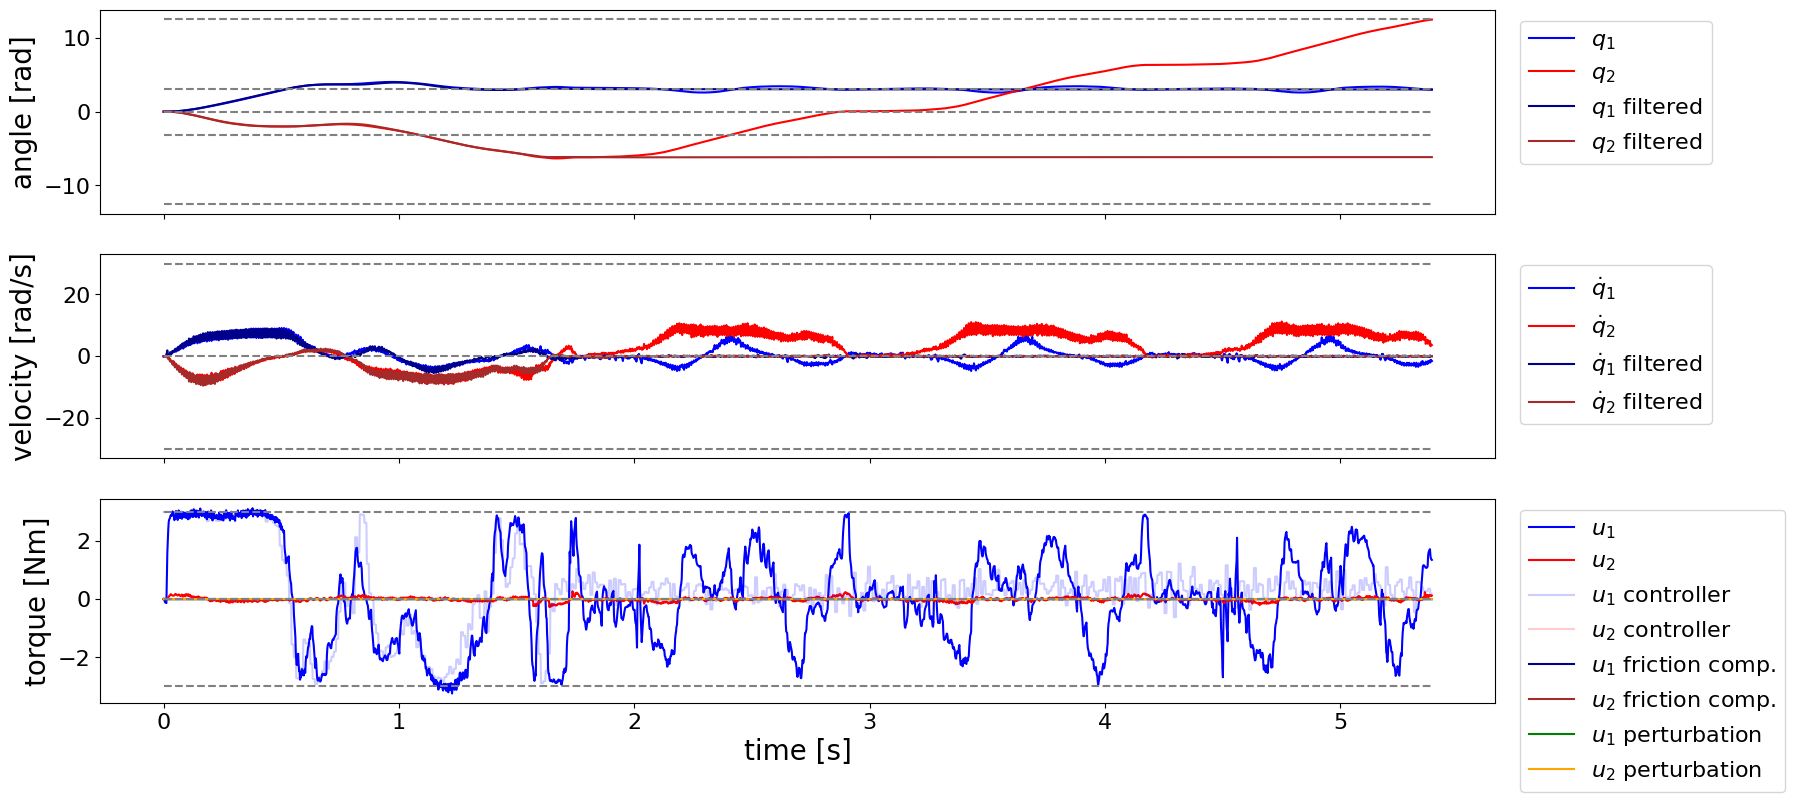 angle [rad]
10
0
−10
q₁
q₂
q₁ filtered
q₂ filtered
velocity [rad/s]
20
0
−20
q̇₁
q̇₂
q̇₁ filtered
q̇₂ filtered
torque [Nm]
2
0
−2
0 1 2 3 4 5
time [s]
u₁
u₂
u₁ controller
u₂ controller
u₁ friction comp.
u₂ friction comp.
u₁ perturbation
u₂ perturbation